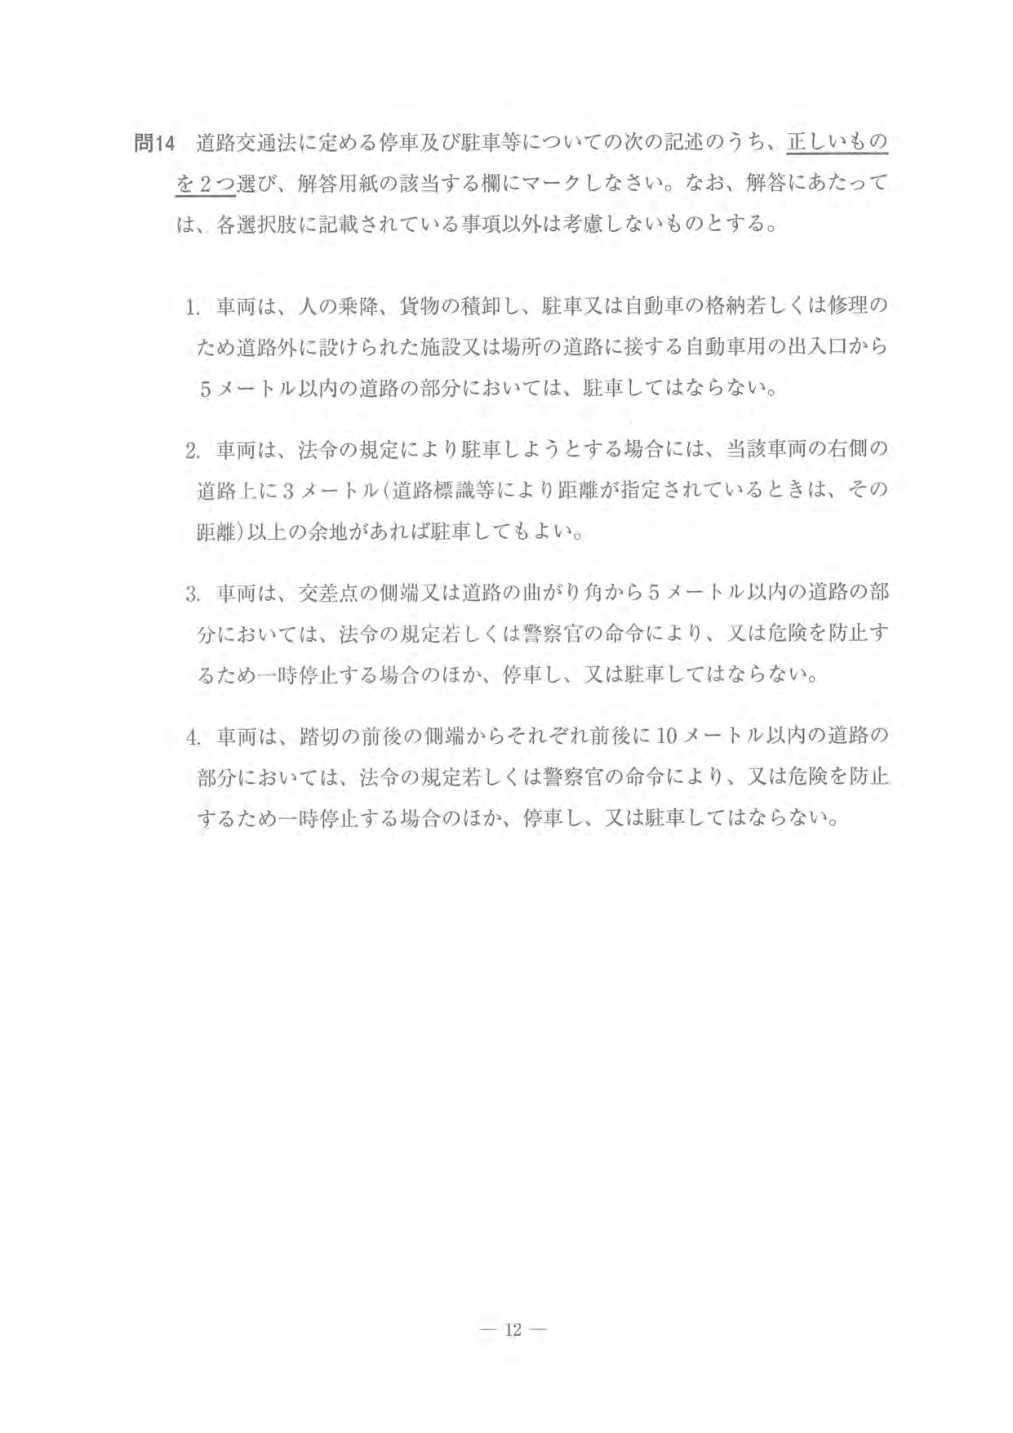 問14 道路交通法に定める停車及び駐車等についての次の記述のうち、正しいもの
を2つ選び、解答用紙の該当する欄にマークしなさい。なお、解答にあたって
は、各選択肢に記載されている事項以外は考慮しないものとする。
1. 車両は、人の乗降、貨物の積卸し、駐車又は自動車の格納若しくは修理の
ため道路外に設けられた施設又は場所の道路に接する自動車用の出入口から
5メートル以内の道路の部分においては、駐車してはならない。
2. 車両は、法令の規定により駐車しようとする場合には、当該車両の右側の
道路上に3メートル(道路標識等により距離が指定されているときは、その
距離)以上の余地があれば駐車してもよい。
3. 車両は、交差点の側端又は道路の曲がり角から5メートル以内の道路の部
分においては、法令の規定若しくは警察官の命令により、又は危険を防止す
るため一時停止する場合のほか、停車し、又は駐車してはならない。
4. 車両は、踏切の前後の側端からそれぞれ前後に10メートル以内の道路の
部分においては、法令の規定若しくは警察官の命令により、又は危険を防止
するため一時停止する場合のほか、停車し、又は駐車してはならない。
— 12 —